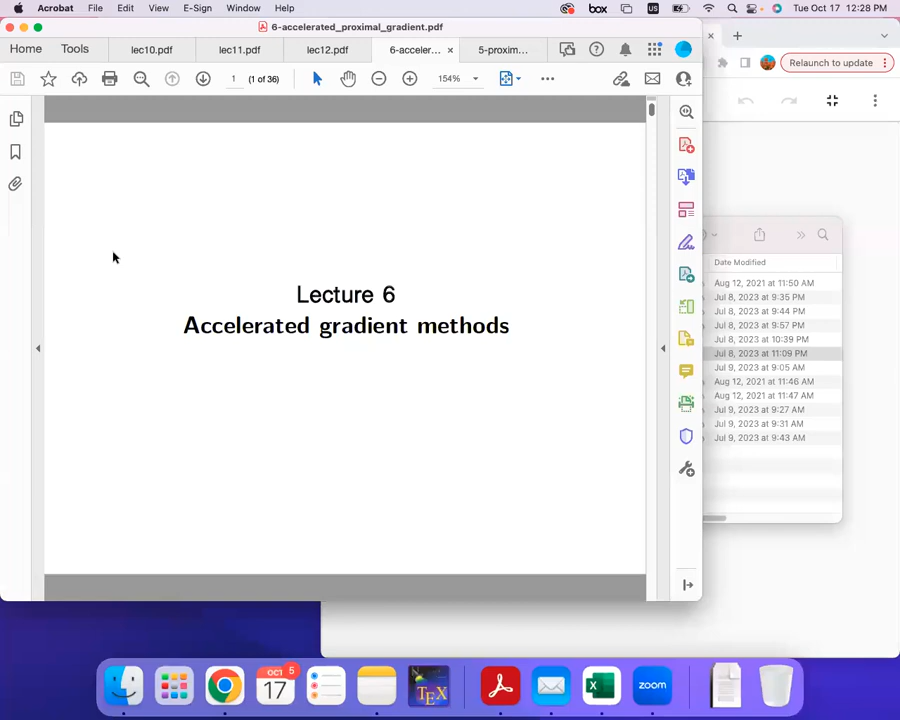 Acrobat File Edit View E-Sign Window Help box US Tue Oct 17 12:28 PM
6-accelerated_proximal_gradient.pdf
Home Tools lec10.pdf lec11.pdf lec12.pdf 6-acceler... × 5-proxim...
Relaunch to update
1 (1 of 36) 154%
Date Modified
Aug 12, 2021 at 11:50 AM
Jul 8, 2023 at 9:35 PM
Jul 8, 2023 at 9:44 PM
Jul 8, 2023 at 9:57 PM
Jul 8, 2023 at 10:39 PM
Jul 8, 2023 at 11:09 PM
Jul 9, 2023 at 9:05 AM
Aug 12, 2021 at 11:46 AM
Aug 12, 2021 at 11:47 AM
Jul 9, 2023 at 9:27 AM
Jul 9, 2023 at 9:31 AM
Jul 9, 2023 at 9:43 AM
Lecture 6
Accelerated gradient methods
OCT 5
17
TEX
zoom